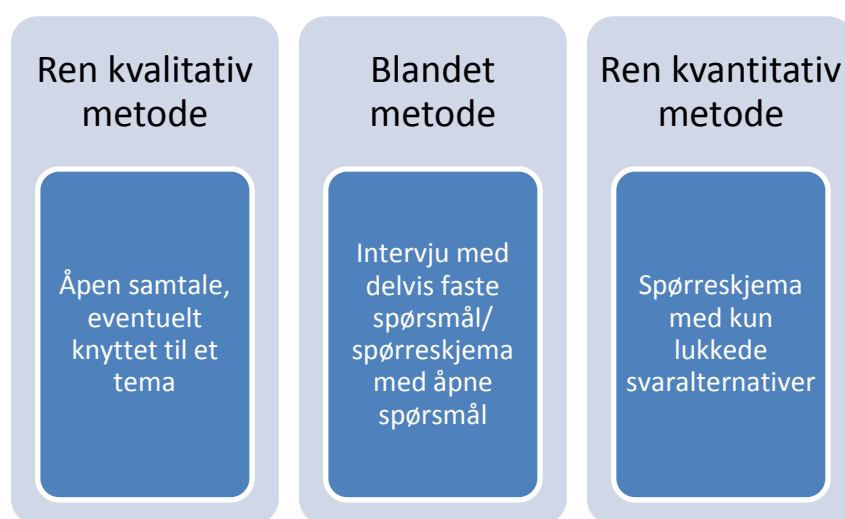 Ren kvalitativ
metode
Åpen samtale,
eventuelt
knyttet til et
tema
Blandet
metode
Intervju med
delvis faste
spørsmål/
spørreskjema
med åpne
spørsmål
Ren kvantitativ
metode
Spørreskjema
med kun
lukkede
svaralternativer